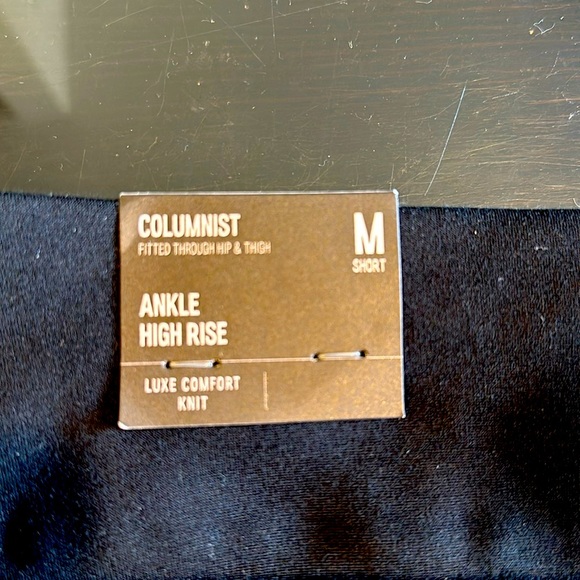 COLUMNIST
FITTED THROUGH HIP & THIGH
M
SHORT
ANKLE
HIGH RISE
LUXE COMFORT
KNIT